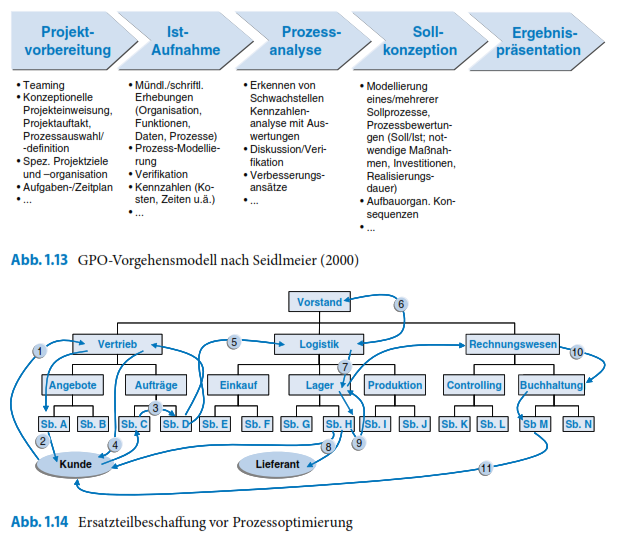 Projekt-
vorbereitung
Ist-
Aufnahme
Prozess-
analyse
Soll-
konzeption
Ergebnis-
präsentation
• Teaming
• Konzeptionelle
Projekteinweisung,
Projektauftakt,
Prozessauswahl/
-definition
• Spez. Projektziele
und –organisation
• Aufgaben-/Zeitplan
• ...
• Mündl./schriftl.
Erhebungen
(Organisation,
Funktionen,
Daten, Prozesse)
• Prozess-Modellie-
rung
• Verifikation
• Kennzahlen (Ko-
sten, Zeiten u.ä.)
• ...
• Erkennen von
Schwachstellen
Kennzahlen-
analyse mit Aus-
wertungen
• Diskussion/Veri-
fikation
• Verbesserungs-
ansätze
• ...
• Modellierung
eines/mehrerer
Sollprozesse,
Prozessbewertun-
gen (Soll/Ist; not-
wendige Maßnah-
men, Investitionen,
Realisierungs-
dauer)
• Aufbauorgan. Kon-
sequenzen
• ...
Abb. 1.13 GPO-Vorgehensmodell nach Seidlmeier (2000)
Vorstand
6
1
Vertrieb
5
Logistik
Rechnungswesen
10
7
Angebote
Aufträge
Einkauf
Lager
Produktion
Controlling
Buchhaltung
3
Sb. A
Sb. B
Sb. C
Sb. D
Sb. E
Sb. F
Sb. G
Sb. H
Sb. I
Sb. J
Sb. K
Sb. L
Sb M
Sb. N
2
4
8
9
Kunde
Lieferant
11
Abb. 1.14 Ersatzteilbeschaffung vor Prozessoptimierung